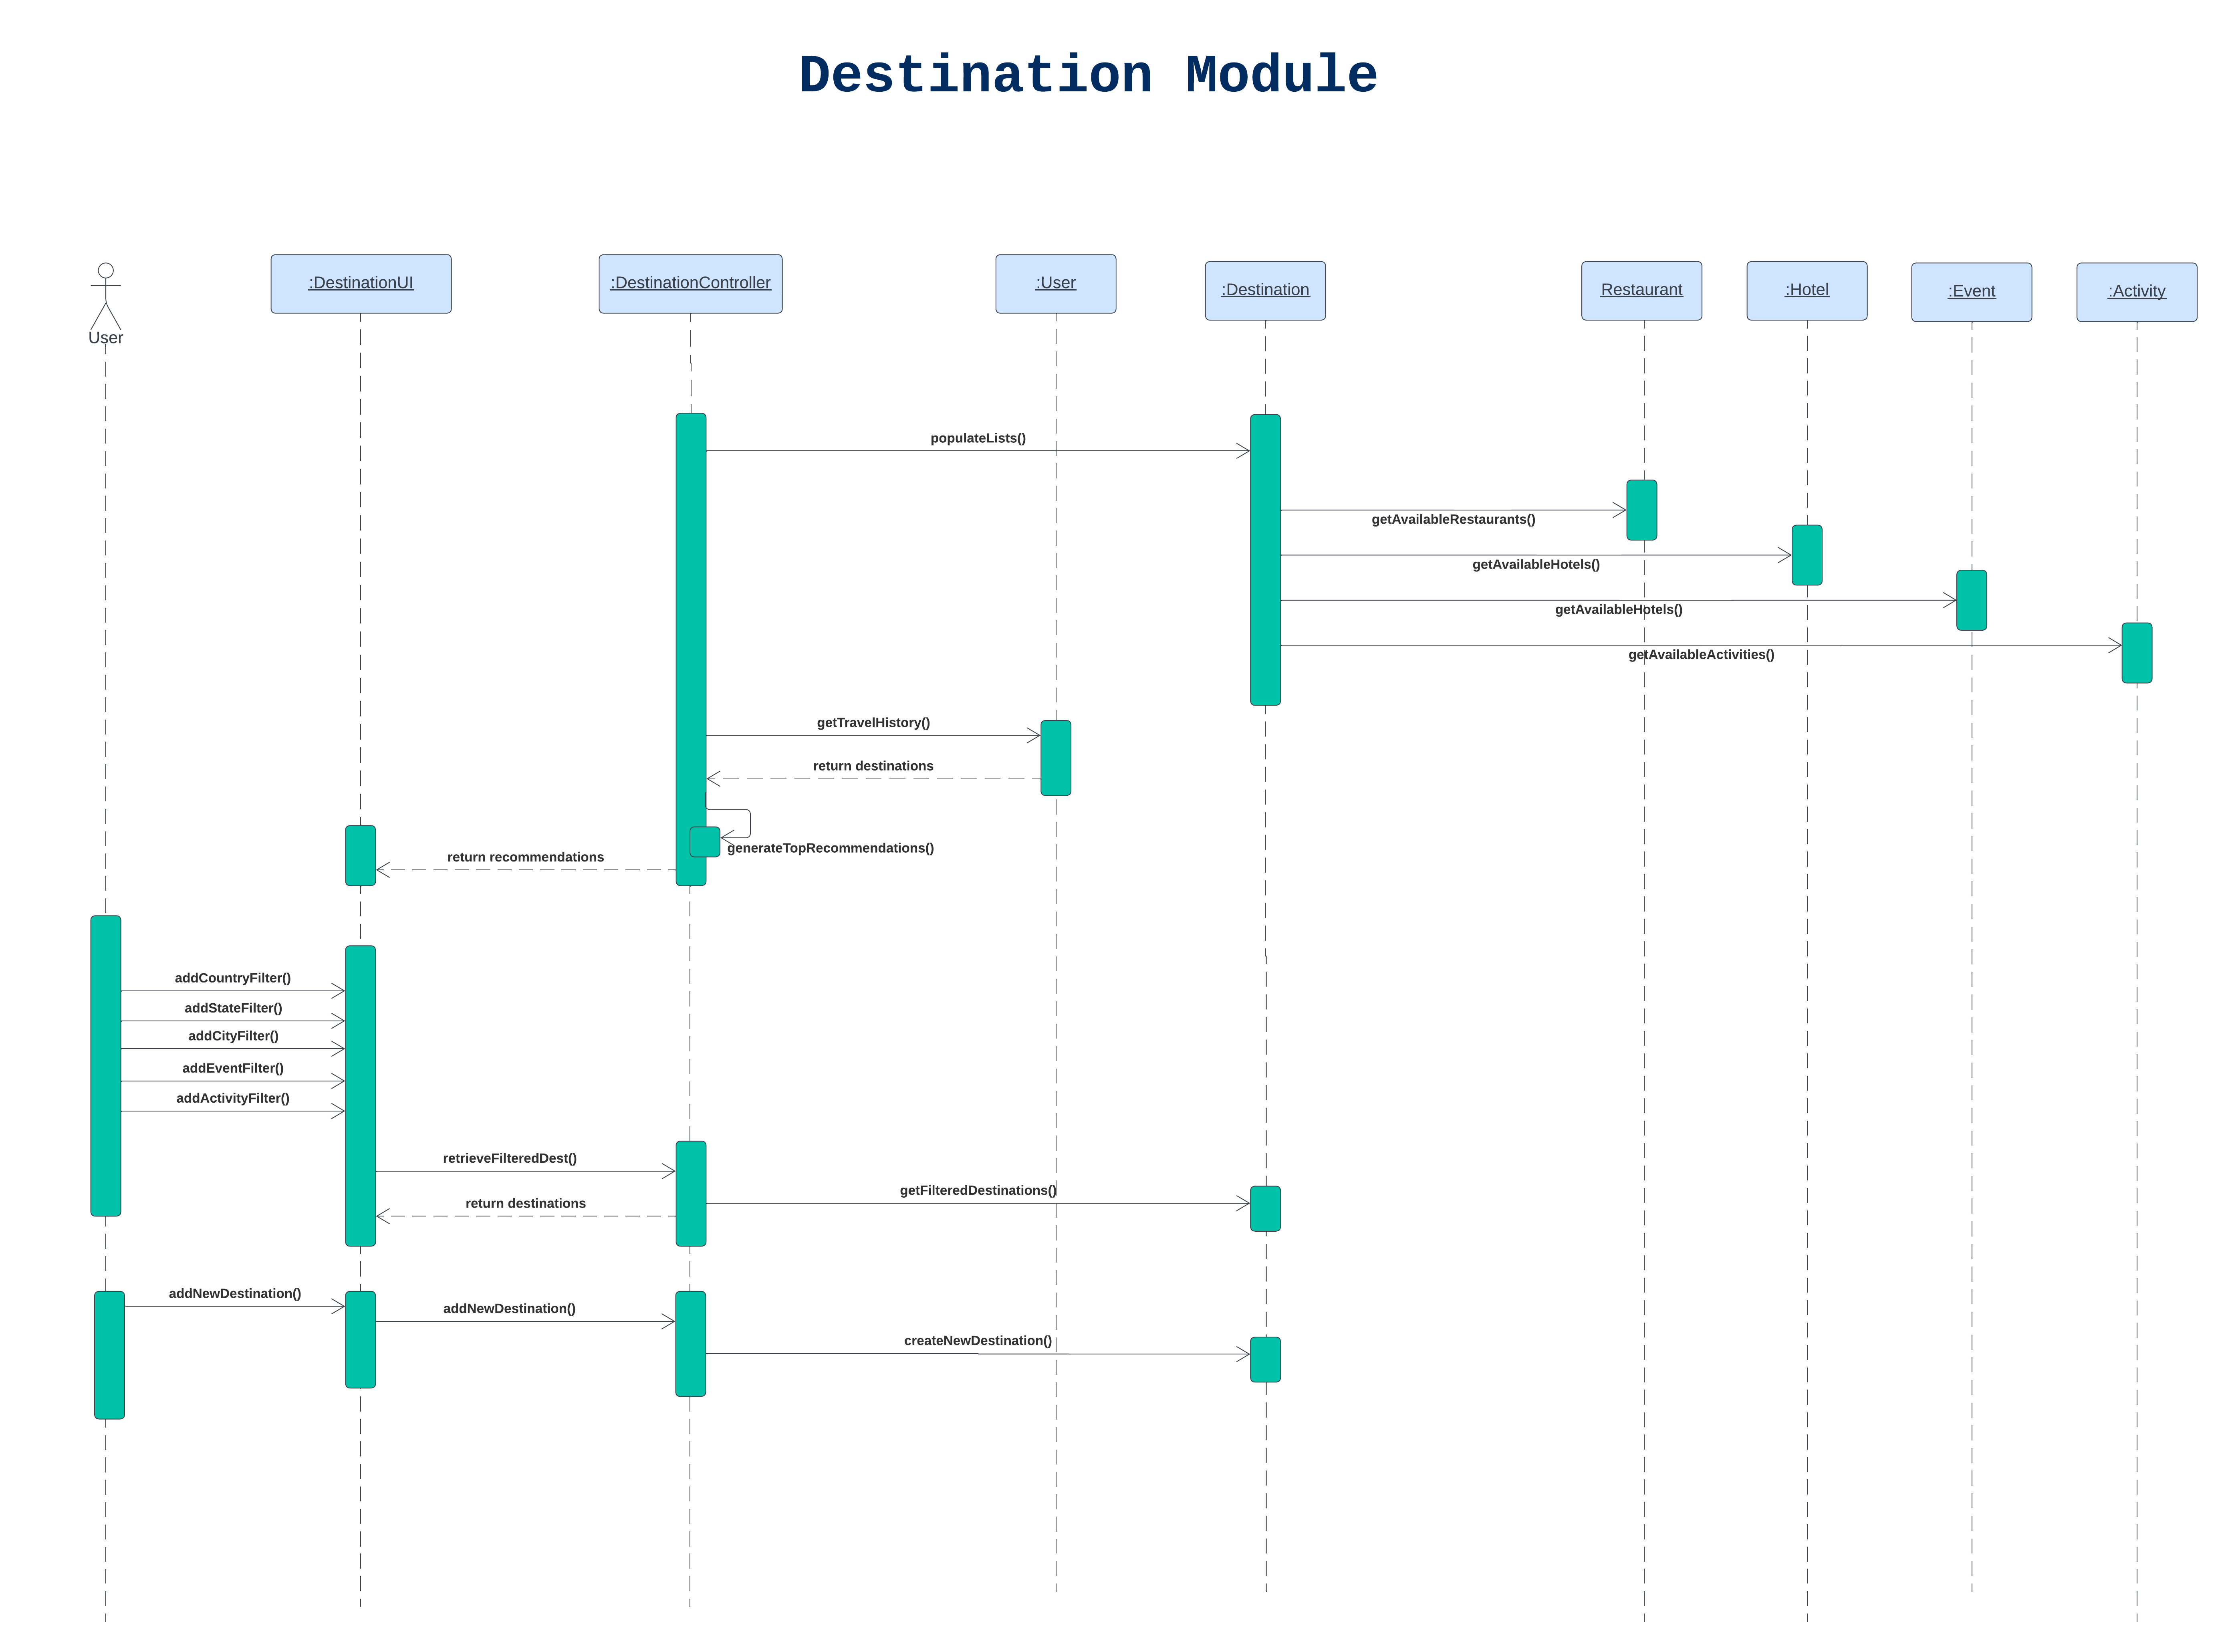 Destination Module
User
:DestinationUI
:DestinationController
:User
:Destination
Restaurant
:Hotel
:Event
:Activity
populateLists()
getAvailableRestaurants()
getAvailableHotels()
getAvailableHotels()
getAvailableActivities()
getTravelHistory()
return destinations
generateTopRecommendations()
return recommendations
addCountryFilter()
addStateFilter()
addCityFilter()
addEventFilter()
addActivityFilter()
retrieveFilteredDest()
getFilteredDestinations()
return destinations
addNewDestination()
addNewDestination()
createNewDestination()